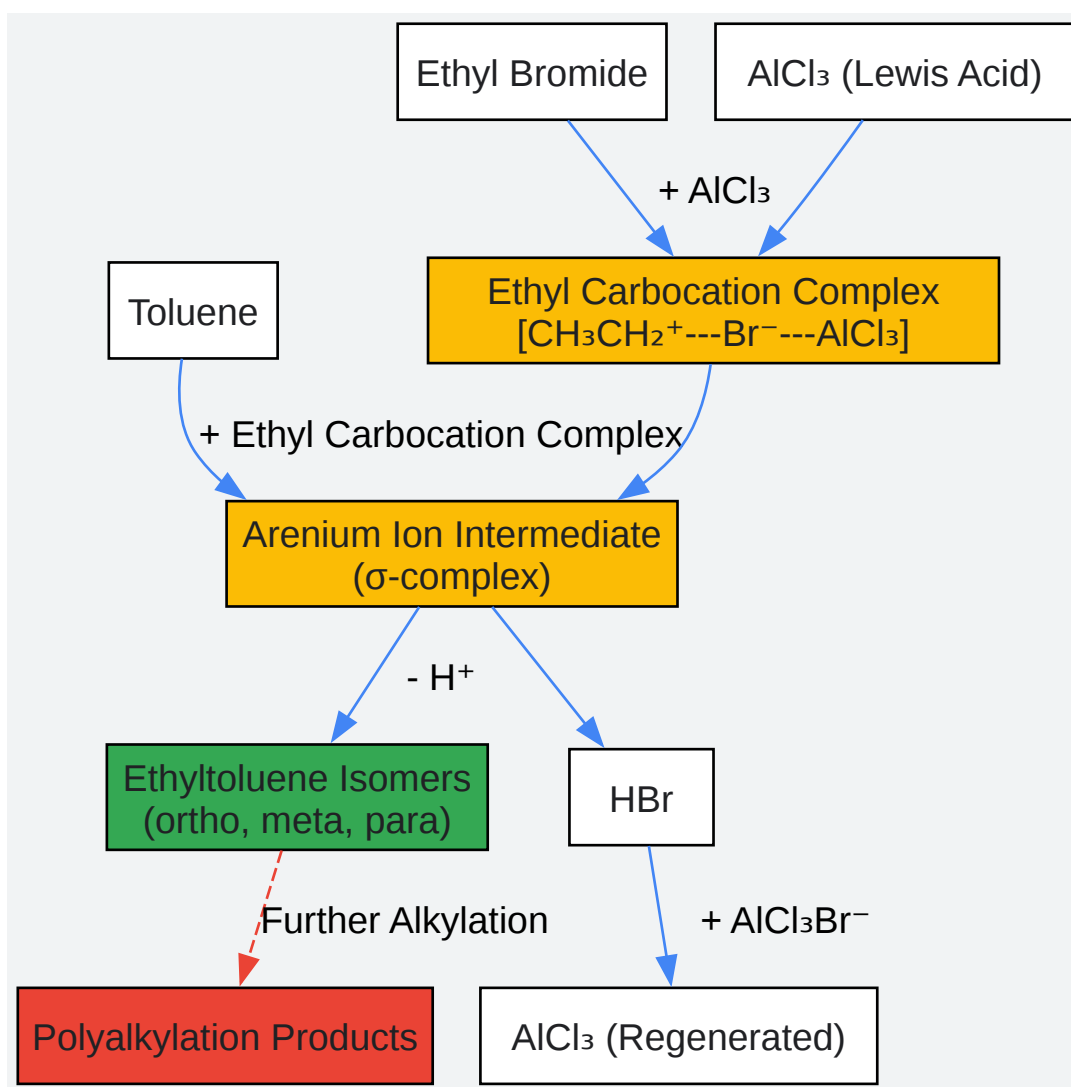 Ethyl Bromide
AlCl₃ (Lewis Acid)
+ AlCl₃
Toluene
Ethyl Carbocation Complex
[CH₃CH₂⁺---Br⁻---AlCl₃]
+ Ethyl Carbocation Complex
Arenium Ion Intermediate
(σ-complex)
- H⁺
Ethyltoluene Isomers
(ortho, meta, para)
HBr
Further Alkylation
+ AlCl₃Br⁻
Polyalkylation Products
AlCl₃ (Regenerated)